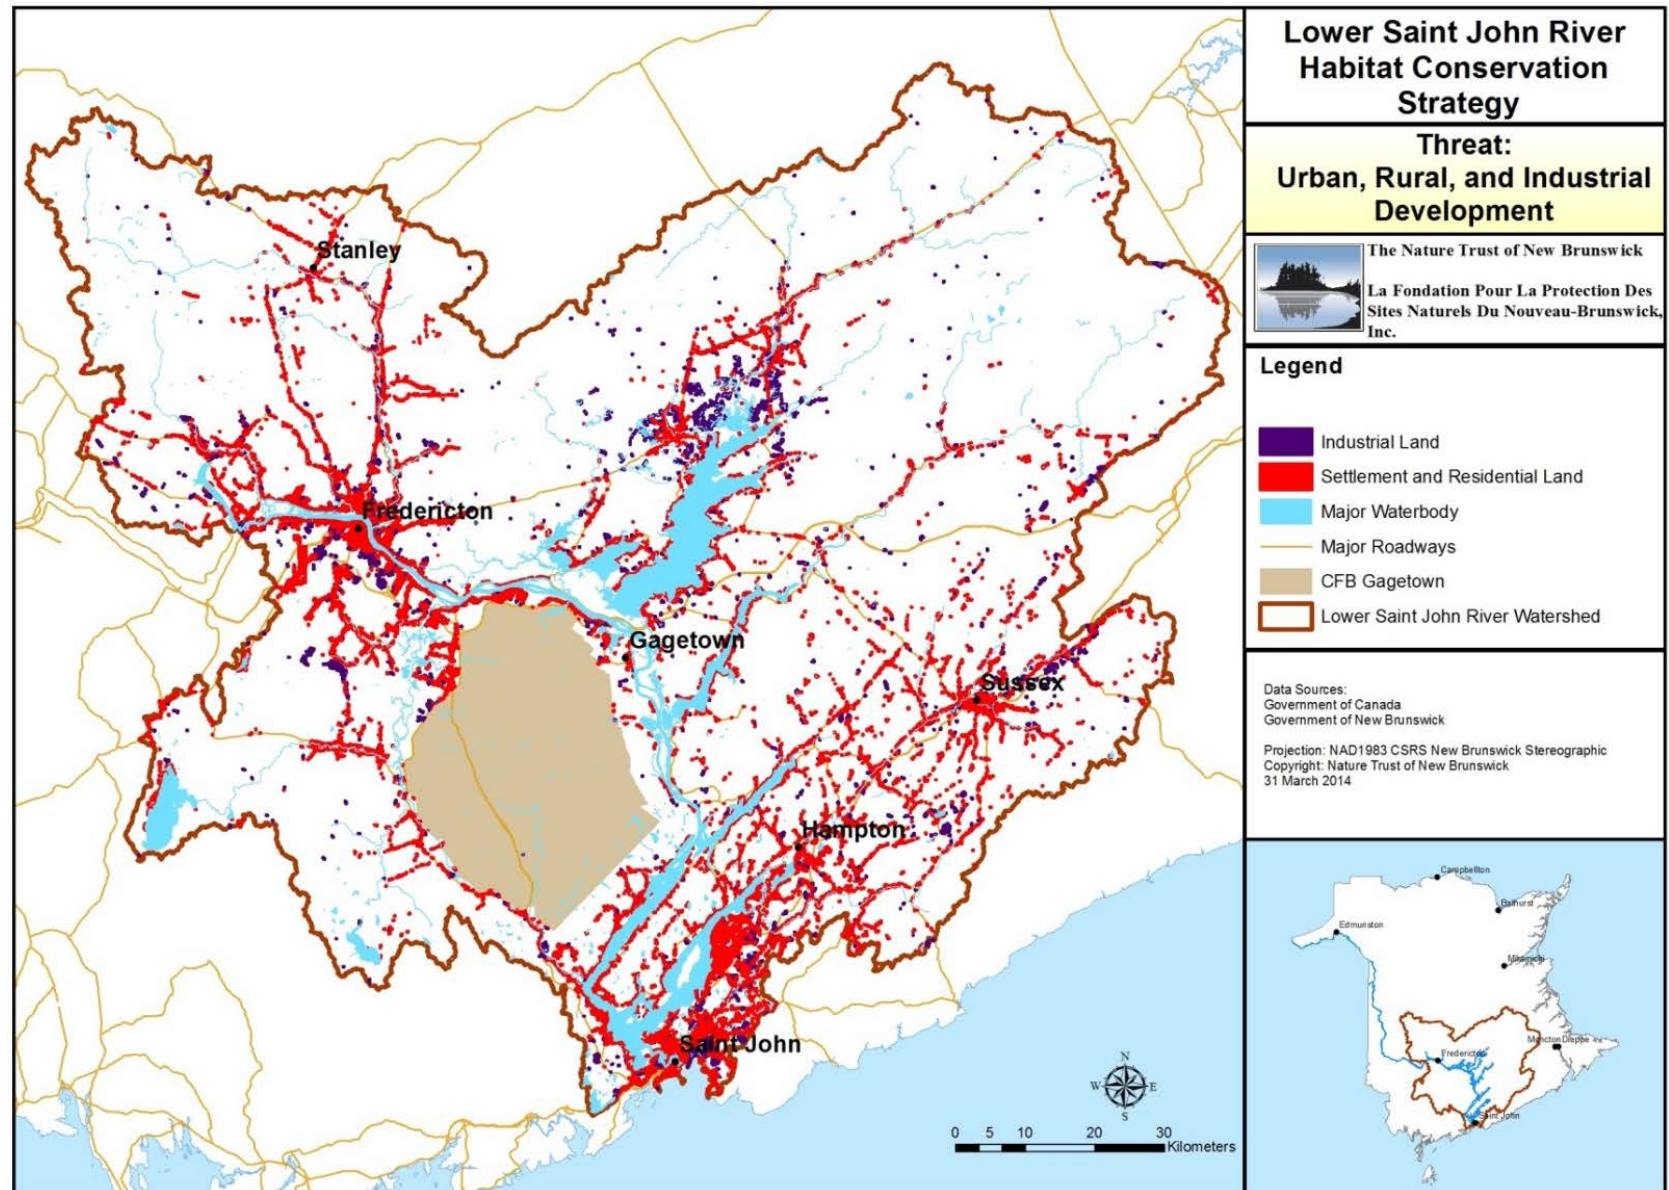 Lower Saint John River
Habitat Conservation
Strategy
Threat:
Urban, Rural, and Industrial
Development
The Nature Trust of New Brunswick
La Fondation Pour La Protection Des
Sites Naturels Du Nouveau-Brunswick,
Inc.
Legend
Industrial Land
Settlement and Residential Land
Major Waterbody
Major Roadways
CFB Gagetown
Lower Saint John River Watershed
Data Sources:
Government of Canada
Government of New Brunswick
Projection: NAD1983 CSRS New Brunswick Stereographic
Copyright: Nature Trust of New Brunswick
31 March 2014
Stanley
Fredericton
Gagetown
Sussex
Hampton
Saint John
N
W E
S
0 5 10 20 30
Kilometers
Campbellton
Bathurst
Edmunston
Miramichi
Moncton Dieppe
Fredericton
Saint John